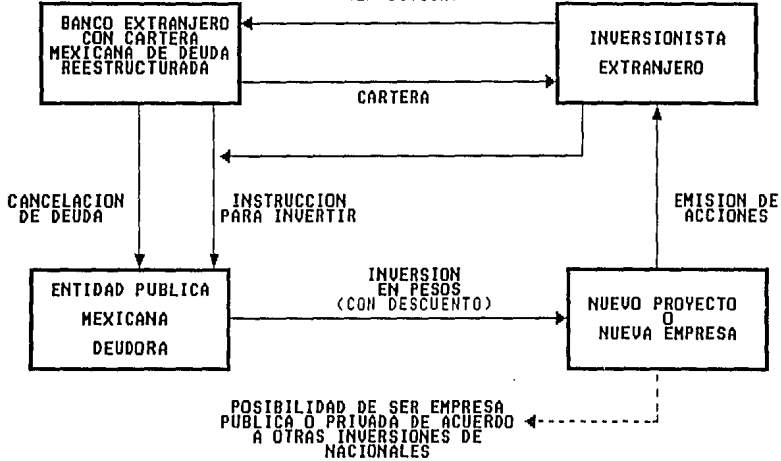 BANCO EXTRANJERO
CON CARTERA
MEXICANA DE DEUDA
REESTRUCTURADA
INVERSIONISTA
EXTRANJERO
CARTERA
CANCELACION
DE DEUDA
INSTRUCCION
PARA INVERTIR
EMISION DE
ACCIONES
ENTIDAD PUBLICA
MEXICANA
DEUDORA
INVERSION
EN PESOS
(CON DESCUENTO)
NUEVO PROYECTO
O
NUEVA EMPRESA
POSIBILIDAD DE SER EMPRESA
PUBLICA O PRIVADA DE ACUERDO
A OTRAS INVERSIONES DE
NACIONALES